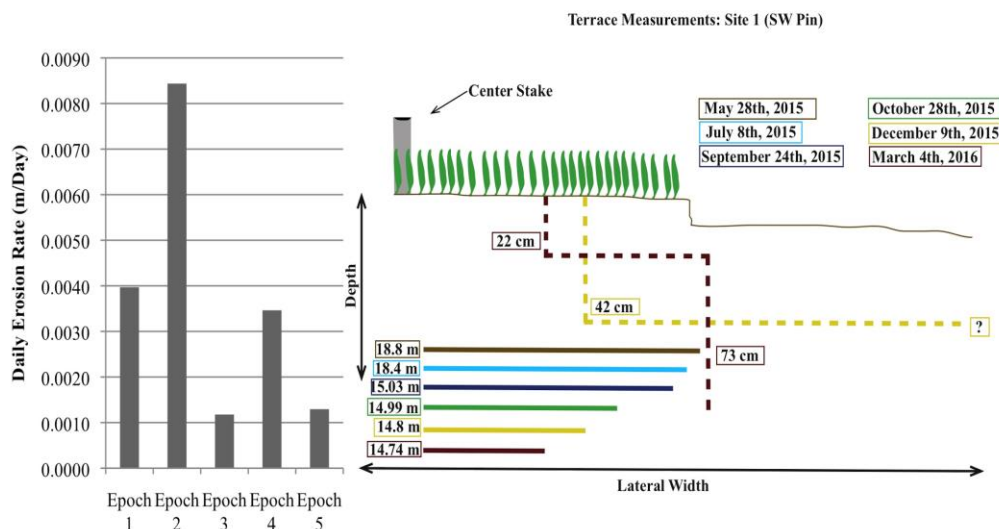 Terrace Measurements: Site 1 (SW Pin)
Daily Erosion Rate (m/Day)
0.0090
0.0080
0.0070
0.0060
0.0050
0.0040
0.0030
0.0020
0.0010
0.0000
Epoch 1
Epoch 2
Epoch 3
Epoch 4
Epoch 5
Center Stake
May 28th, 2015
October 28th, 2015
July 8th, 2015
December 9th, 2015
September 24th, 2015
March 4th, 2016
Depth
22 cm
42 cm
?
73 cm
18.8 m
18.4 m
15.03 m
14.99 m
14.8 m
14.74 m
Lateral Width